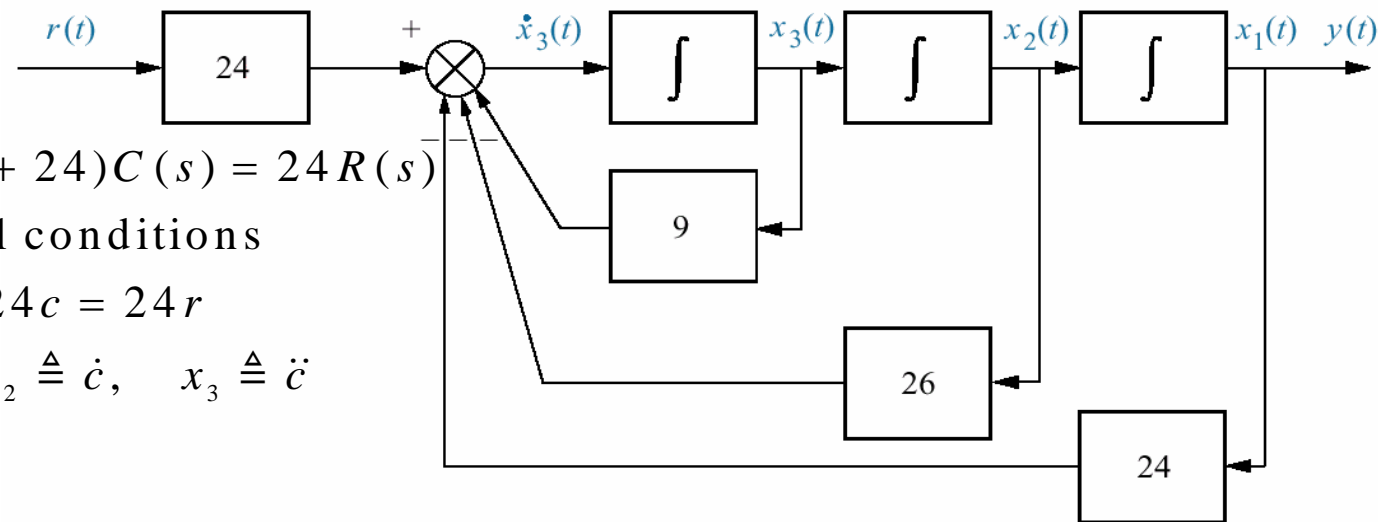 r(t) + ẋ₃(t) x₃(t) x₂(t) x₁(t) y(t)
24 ∫ ∫ ∫
− − −
+ 24)C(s) = 24R(s)
l conditions
9
24c = 24r
₂ ≜ ċ, x₃ ≜ c̈
26
24